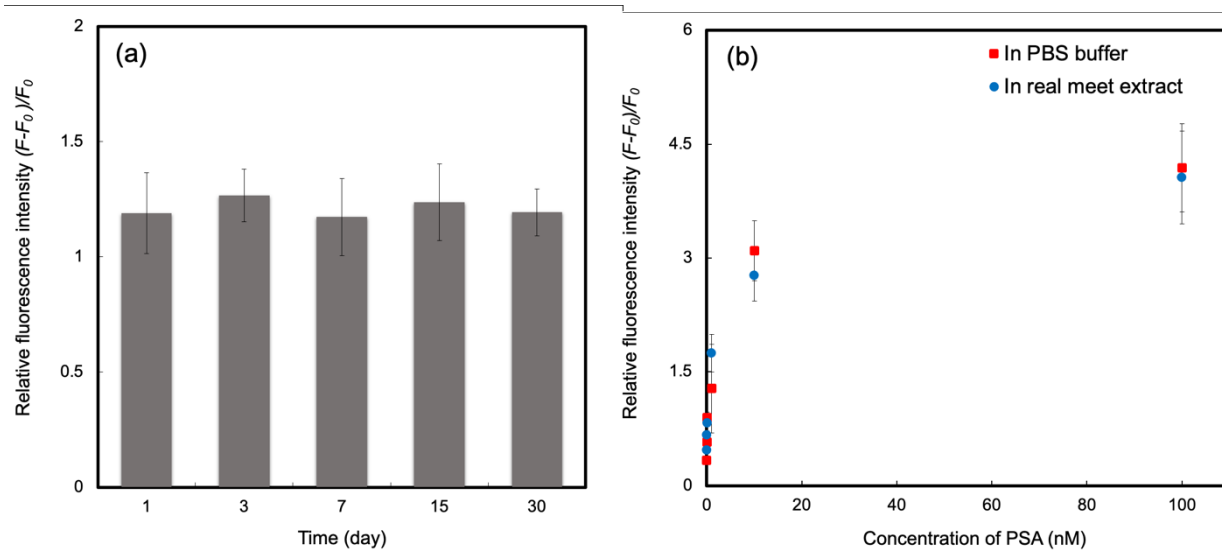 (a)
Relative fluorescence intensity (F-F0)/F0
2
1.5
1
0.5
0
1 3 7 15 30
Time (day)
(b)
In PBS buffer
In real meet extract
Relative fluorescence intensity (F-F0)/F0
6
4.5
3
1.5
0
0 20 40 60 80 100
Concentration of PSA (nM)